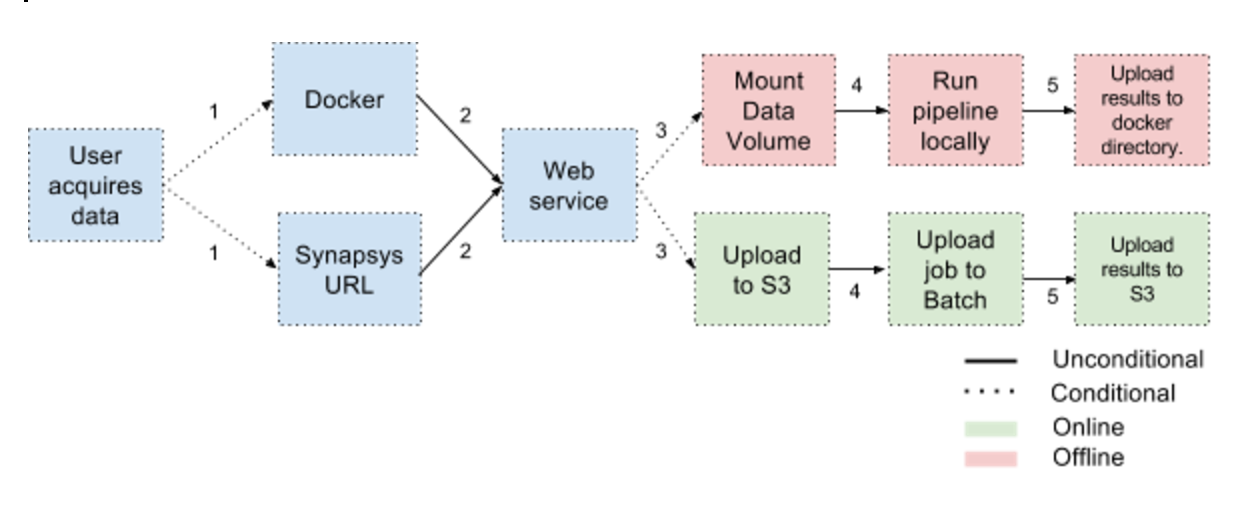 User
acquires
data
1
1
Docker
Synapsys
URL
2
2
Web
service
3
3
Mount
Data
Volume
4
Run
pipeline
locally
5
Upload
results to
docker
directory.
Upload
to S3
4
Upload
job to
Batch
5
Upload
results to
S3
Unconditional
Conditional
Online
Offline